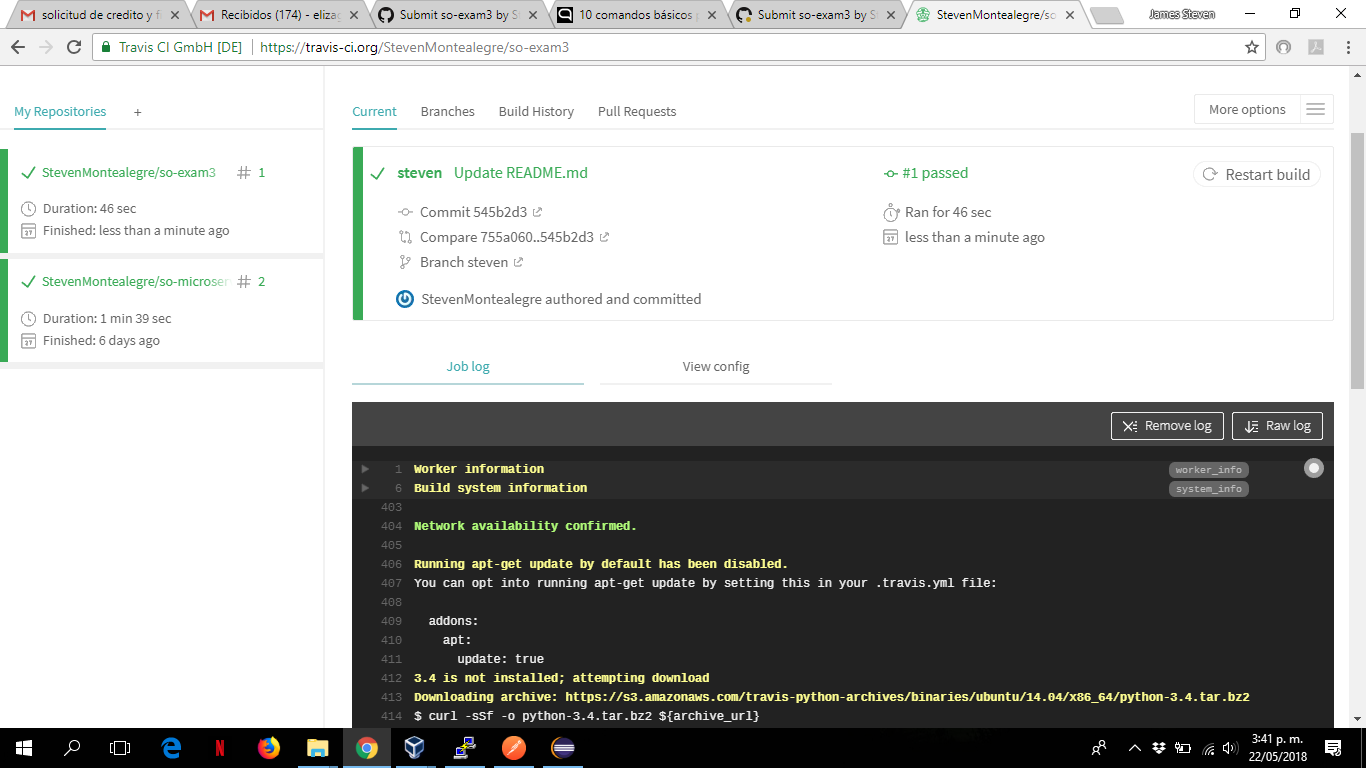 solicitud de credito y f
Recibidos (174) - elizag
Submit so-exam3 by S
10 comandos básicos p
Submit so-exam3 by S
StevenMontealegre/so
James Steven
Travis CI GmbH [DE]
https://travis-ci.org/StevenMontealegre/so-exam3
My Repositories +
StevenMontealegre/so-exam3 # 1
Duration: 46 sec
Finished: less than a minute ago
StevenMontealegre/so-microser # 2
Duration: 1 min 39 sec
Finished: 6 days ago
Current Branches Build History Pull Requests
More options
steven Update README.md
Commit 545b2d3
Compare 755a060..545b2d3
Branch steven
StevenMontealegre authored and committed
#1 passed
Ran for 46 sec
less than a minute ago
Restart build
Job log View config
Remove log Raw log
1 Worker information worker_info
6 Build system information system_info
403
404 Network availability confirmed.
405
406 Running apt-get update by default has been disabled.
407 You can opt into running apt-get update by setting this in your .travis.yml file:
408
409 addons:
410 apt:
411 update: true
412 3.4 is not installed; attempting download
413 Downloading archive: https://s3.amazonaws.com/travis-python-archives/binaries/ubuntu/14.04/x86_64/python-3.4.tar.bz2
414 $ curl -sSf -o python-3.4.tar.bz2 ${archive_url}
3:41 p. m.
22/05/2018